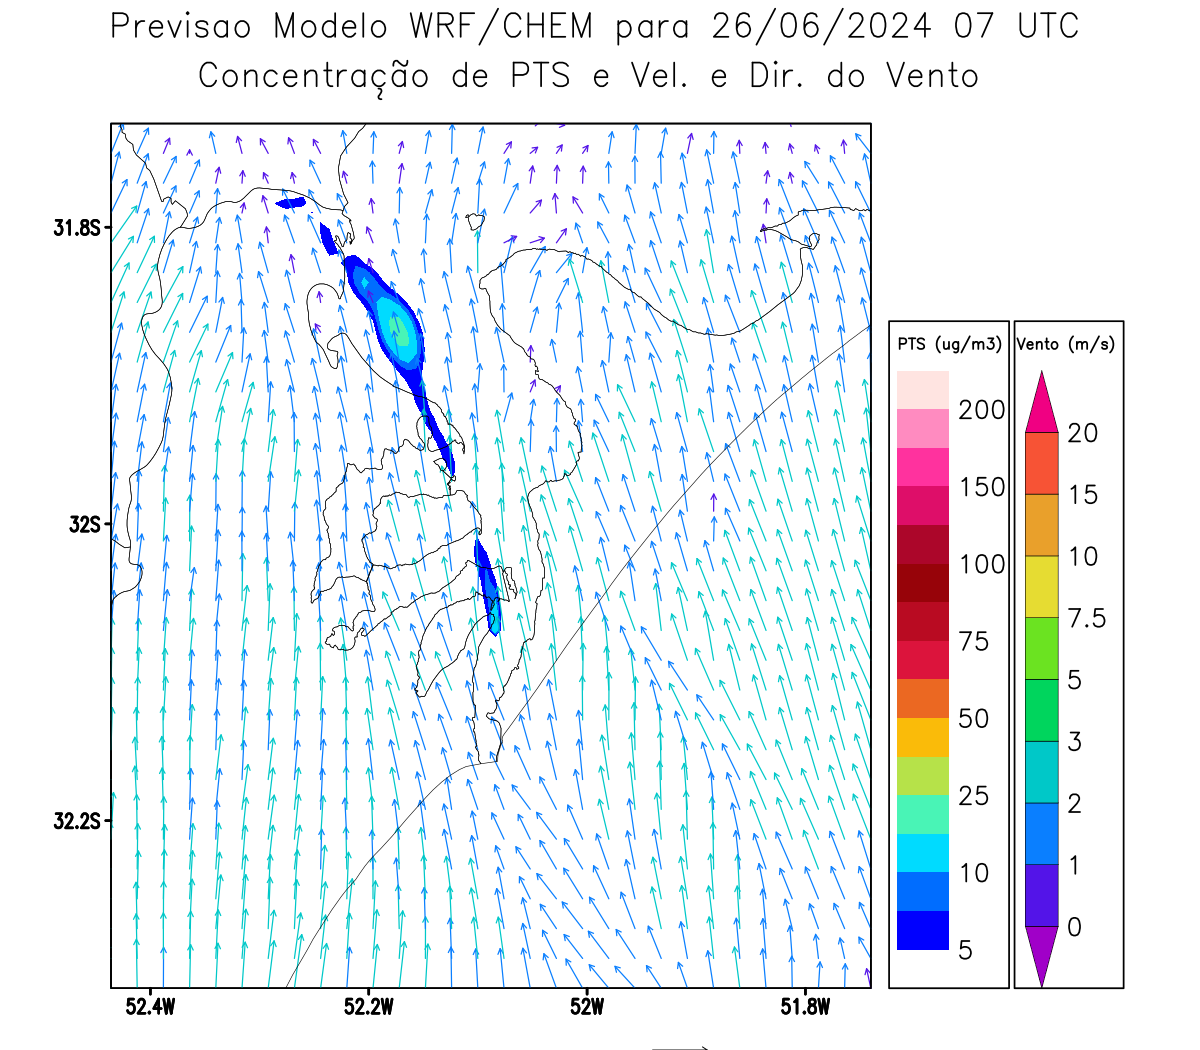 Previsao Modelo WRF/CHEM para 26/06/2024 07 UTC
Concentração de PTS e Vel. e Dir. do Vento
31.8S
32S
32.2S
52.4W
52.2W
52W
51.8W
PTS (ug/m3)
200
150
100
75
50
25
10
5
Vento (m/s)
20
15
10
7.5
5
3
2
1
0